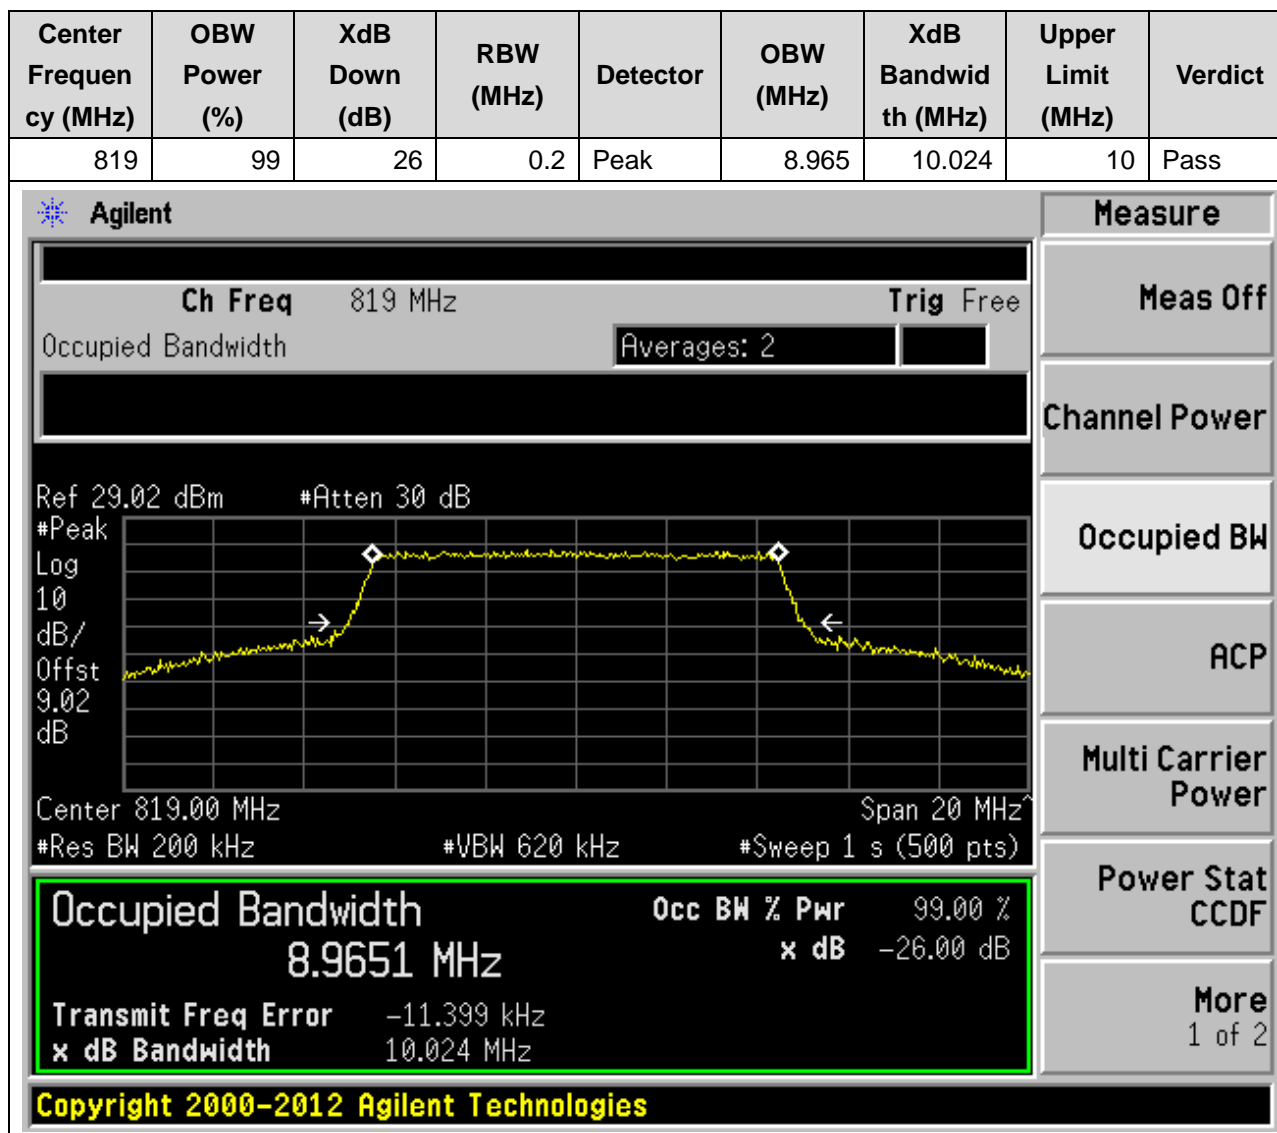 Center Frequen cy (MHz) OBW Power (%) XdB Down (dB) RBW (MHz) Detector OBW (MHz) XdB Bandwid th (MHz) Upper Limit (MHz) Verdict
819 99 26 0.2 Peak 8.965 10.024 10 Pass
Agilent
Measure
Ch Freq 819 MHz Trig Free
Meas Off
Occupied Bandwidth
Averages: 2
Channel Power
Ref 29.02 dBm #Atten 30 dB
#Peak
Log
10
dB/
Offst
9.02
dB
Occupied BW
ACP
Multi Carrier
Power
Center 819.00 MHz Span 20 MHz^
#Res BW 200 kHz #VBW 620 kHz #Sweep 1 s (500 pts)
Power Stat
CCDF
Occupied Bandwidth
8.9651 MHz
Occ BW % Pwr 99.00 %
x dB -26.00 dB
Transmit Freq Error -11.399 kHz
x dB Bandwidth 10.024 MHz
More
1 of 2
Copyright 2000-2012 Agilent Technologies